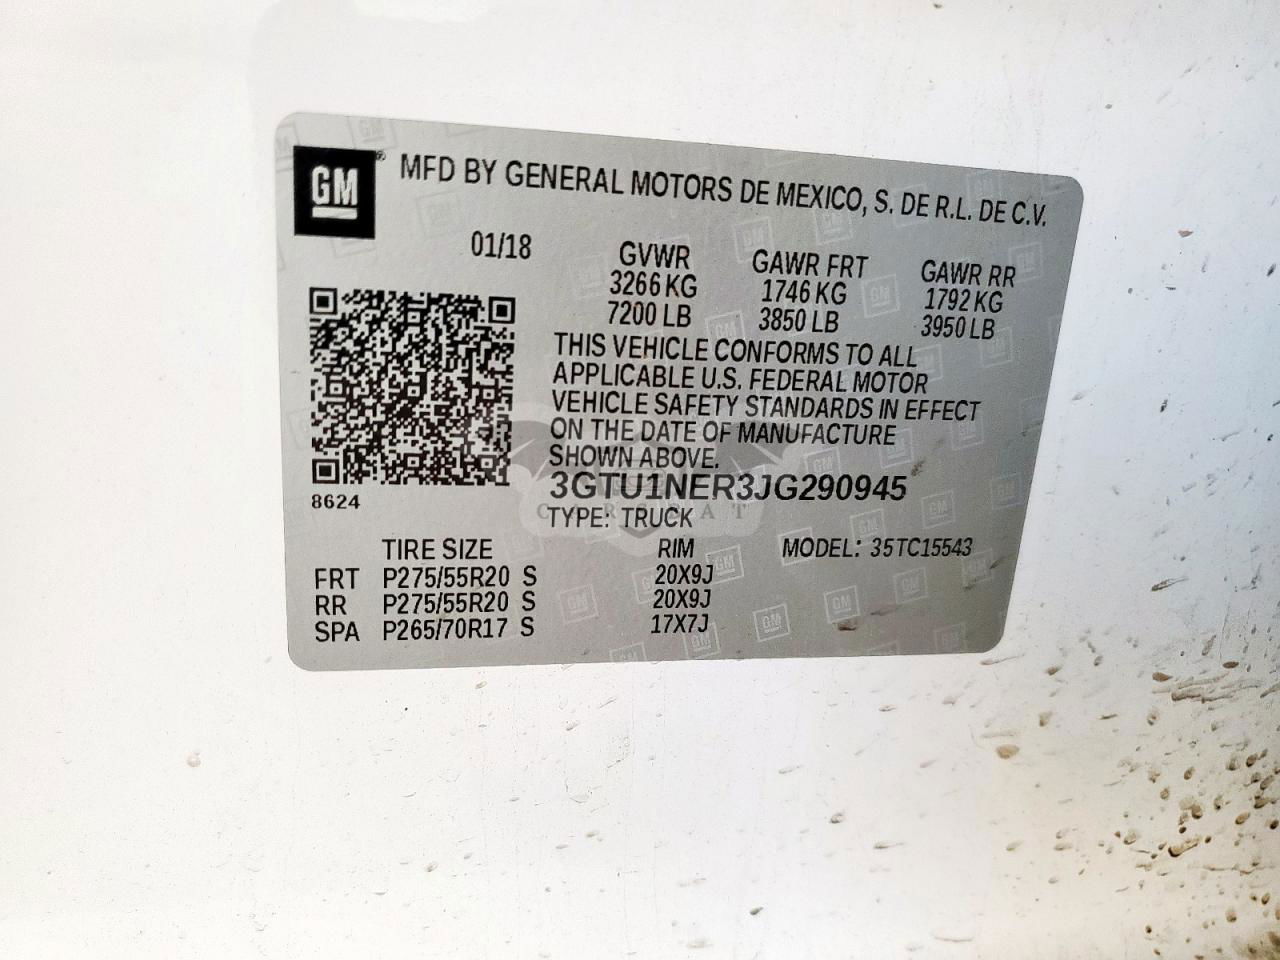 GM® MFD BY GENERAL MOTORS DE MEXICO, S. DE R.L. DE C.V.
01/18 GVWR GAWR FRT GAWR RR
3266 KG 1746 KG 1792 KG
7200 LB 3850 LB 3950 LB
THIS VEHICLE CONFORMS TO ALL
APPLICABLE U.S. FEDERAL MOTOR
VEHICLE SAFETY STANDARDS IN EFFECT
ON THE DATE OF MANUFACTURE
SHOWN ABOVE.
3GTU1NER3JG290945
8624
CARCBAT
TYPE: TRUCK
TIRE SIZE RIM MODEL: 35TC15543
FRT P275/55R20 S 20X9J
RR P275/55R20 S 20X9J
SPA P265/70R17 S 17X7J